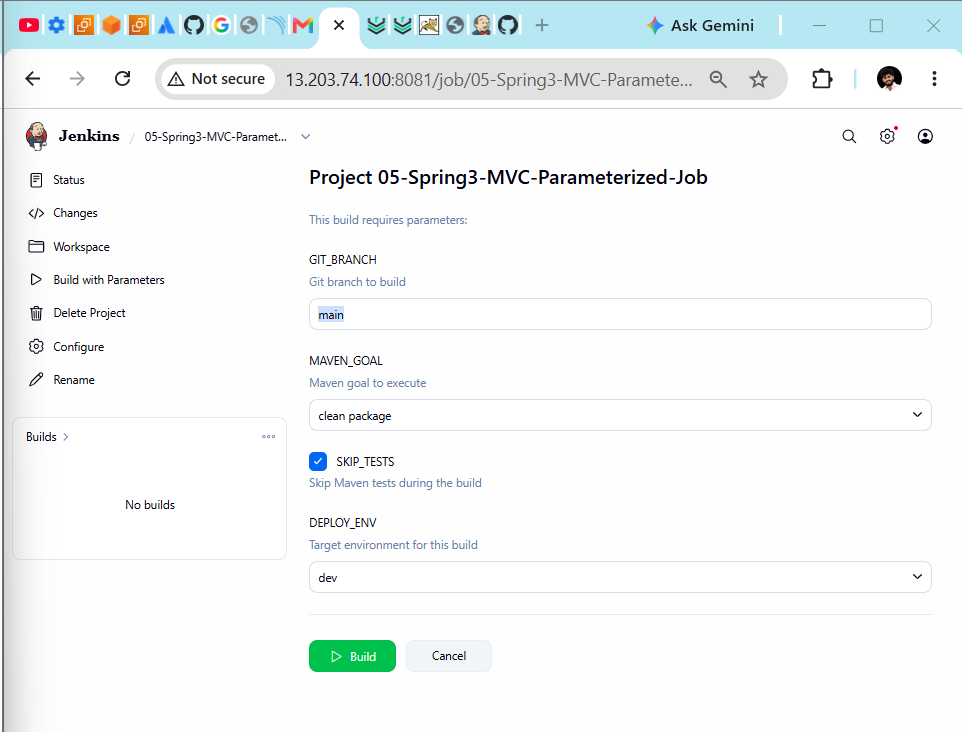 Ask Gemini
Not secure 13.203.74.100:8081/job/05-Spring3-MVC-Paramete...
Jenkins / 05-Spring3-MVC-Paramet...
Status
Changes
Workspace
Build with Parameters
Delete Project
Configure
Rename
Builds
No builds
Project 05-Spring3-MVC-Parameterized-Job
This build requires parameters:
GIT_BRANCH
Git branch to build
main
MAVEN_GOAL
Maven goal to execute
clean package
SKIP_TESTS
Skip Maven tests during the build
DEPLOY_ENV
Target environment for this build
dev
Build
Cancel